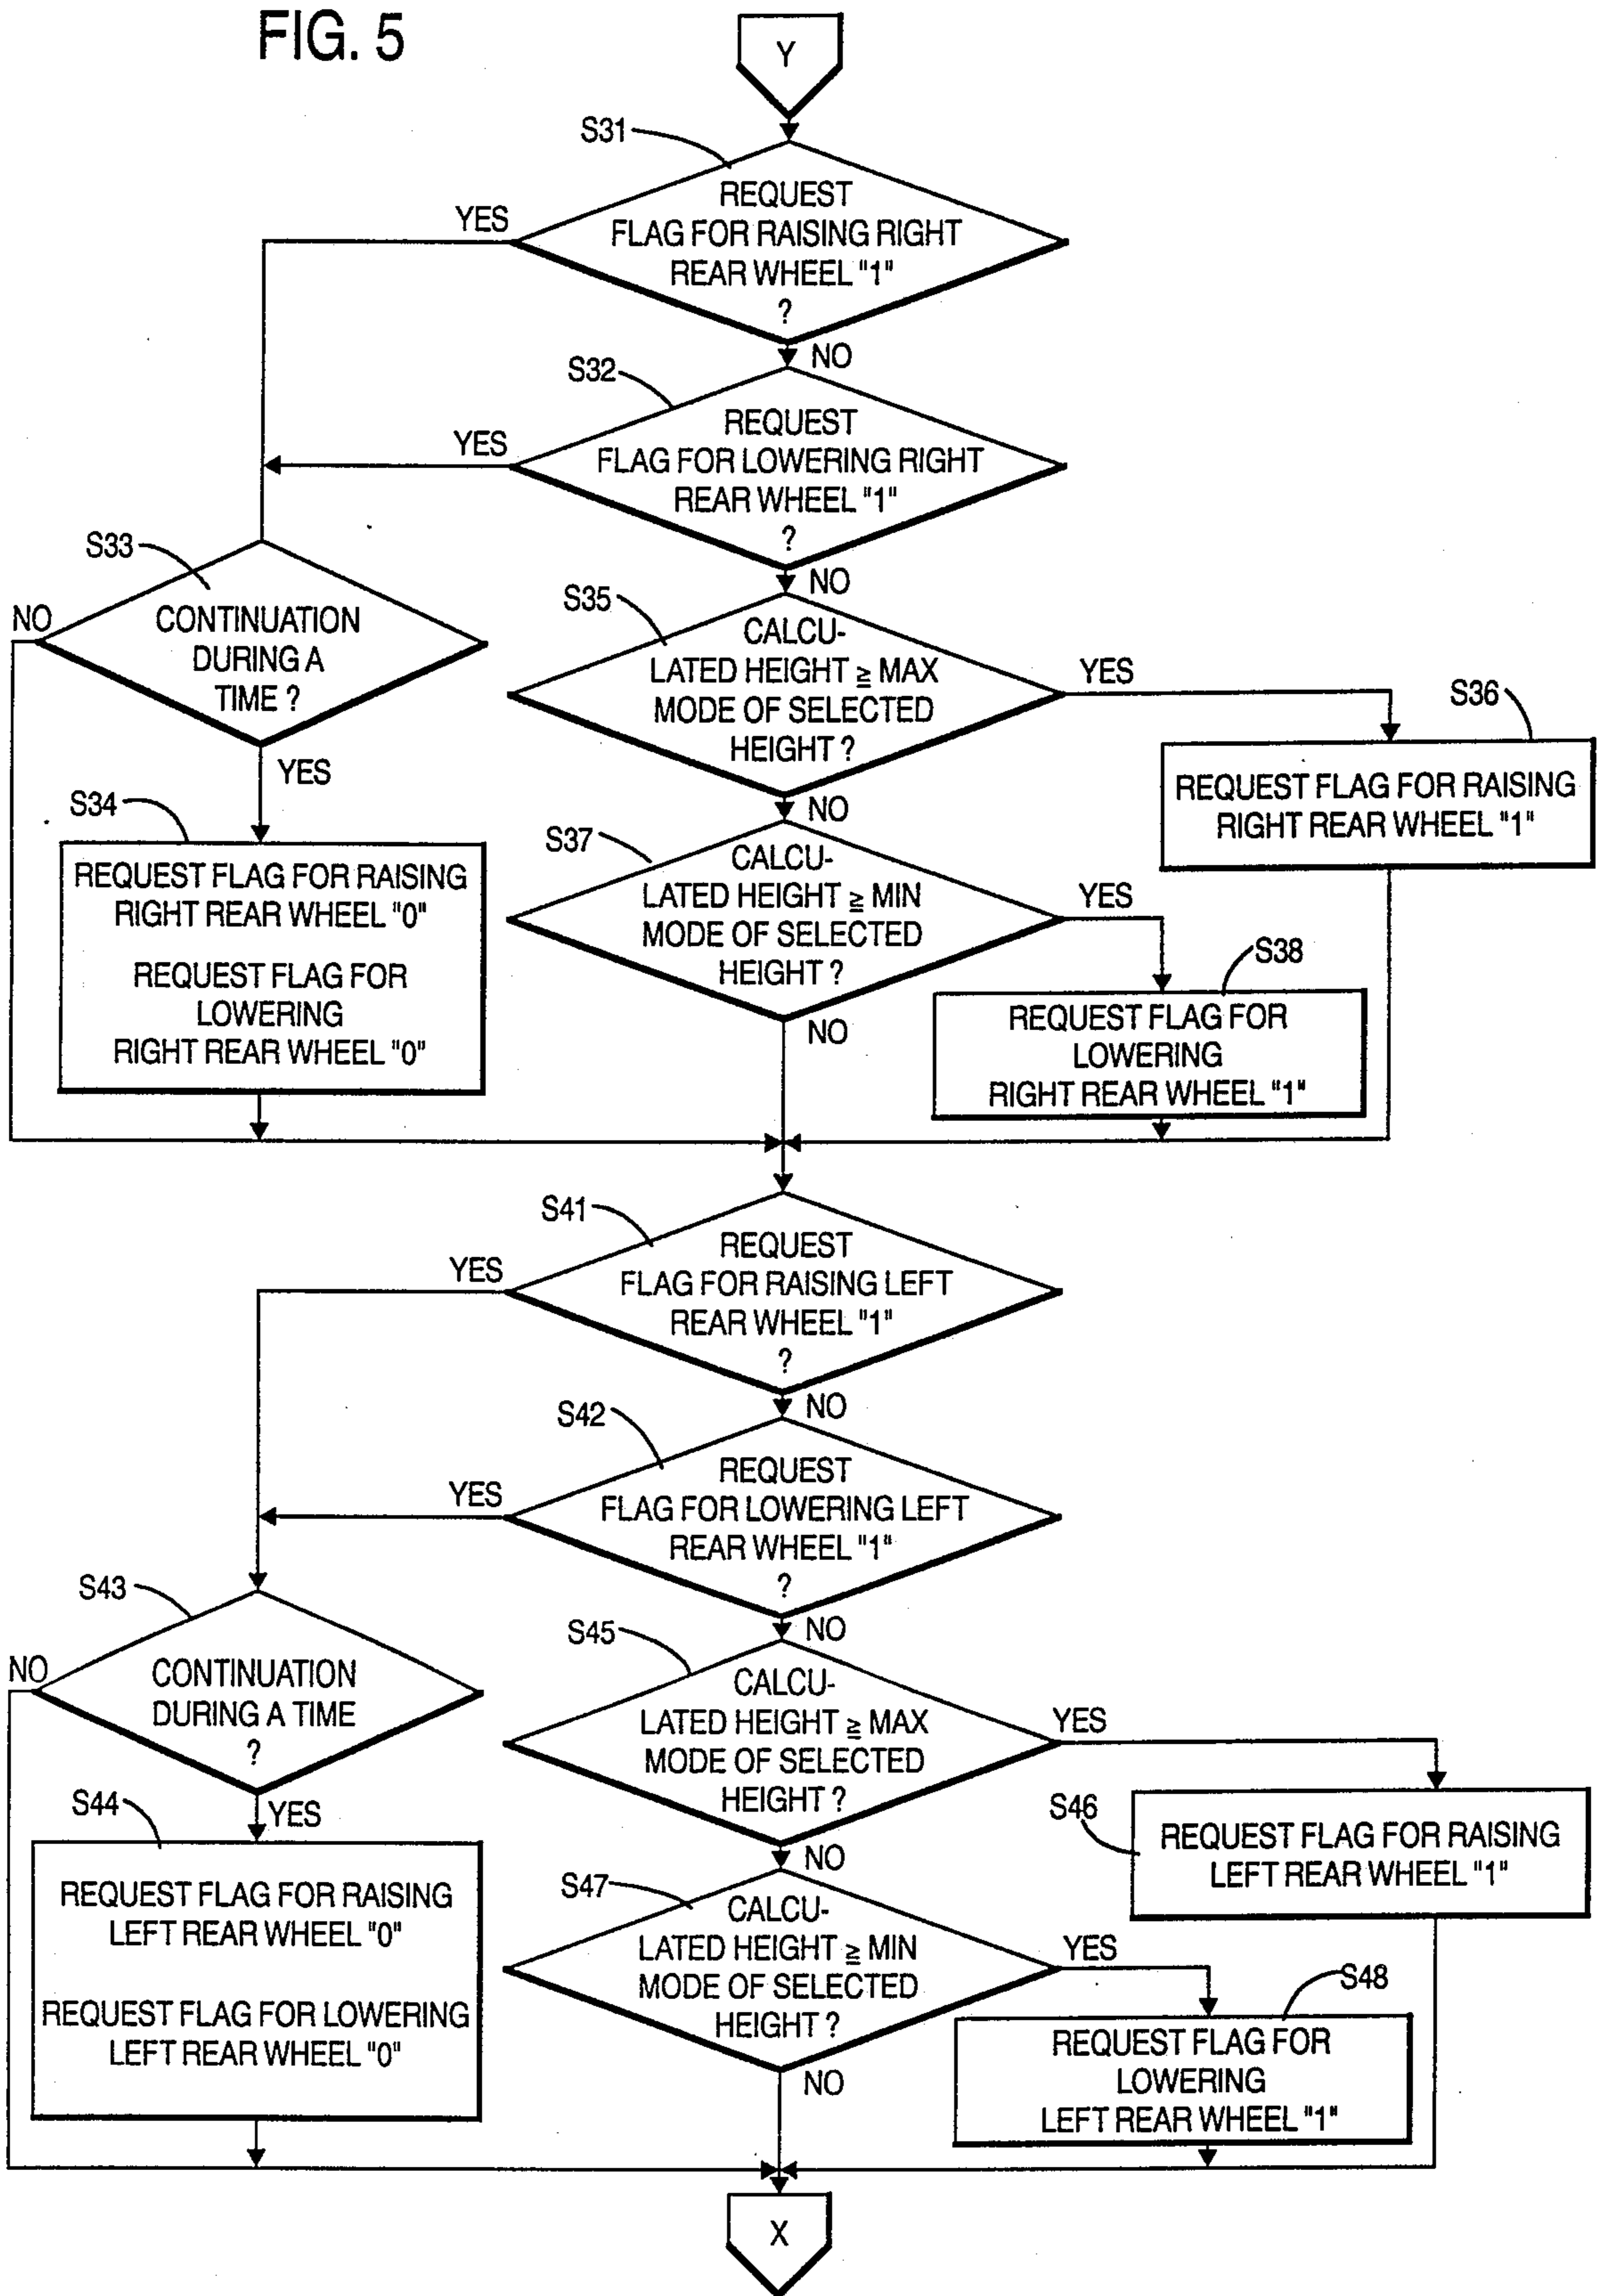 FIG. 5
Y
S31
REQUEST
FLAG FOR RAISING RIGHT
REAR WHEEL "1"
?
YES
NO
S32
REQUEST
FLAG FOR LOWERING RIGHT
REAR WHEEL "1"
?
YES
NO
S33
CONTINUATION
DURING A
TIME ?
NO
YES
S34
REQUEST FLAG FOR RAISING
RIGHT REAR WHEEL "0"
REQUEST FLAG FOR
LOWERING
RIGHT REAR WHEEL "0"
S35
CALCU-
LATED HEIGHT ≧ MAX
MODE OF SELECTED
HEIGHT ?
YES
NO
S36
REQUEST FLAG FOR RAISING
RIGHT REAR WHEEL "1"
S37
CALCU-
LATED HEIGHT ≧ MIN
MODE OF SELECTED
HEIGHT ?
YES
NO
S38
REQUEST FLAG FOR
LOWERING
RIGHT REAR WHEEL "1"
S41
REQUEST
FLAG FOR RAISING LEFT
REAR WHEEL "1"
?
YES
NO
S42
REQUEST
FLAG FOR LOWERING LEFT
REAR WHEEL "1"
?
YES
NO
S43
CONTINUATION
DURING A TIME
?
NO
YES
S44
REQUEST FLAG FOR RAISING
LEFT REAR WHEEL "0"
REQUEST FLAG FOR LOWERING
LEFT REAR WHEEL "0"
S45
CALCU-
LATED HEIGHT ≧ MAX
MODE OF SELECTED
HEIGHT ?
YES
NO
S46
REQUEST FLAG FOR RAISING
LEFT REAR WHEEL "1"
S47
CALCU-
LATED HEIGHT ≧ MIN
MODE OF SELECTED
HEIGHT ?
YES
NO
S48
REQUEST FLAG FOR
LOWERING
LEFT REAR WHEEL "1"
X